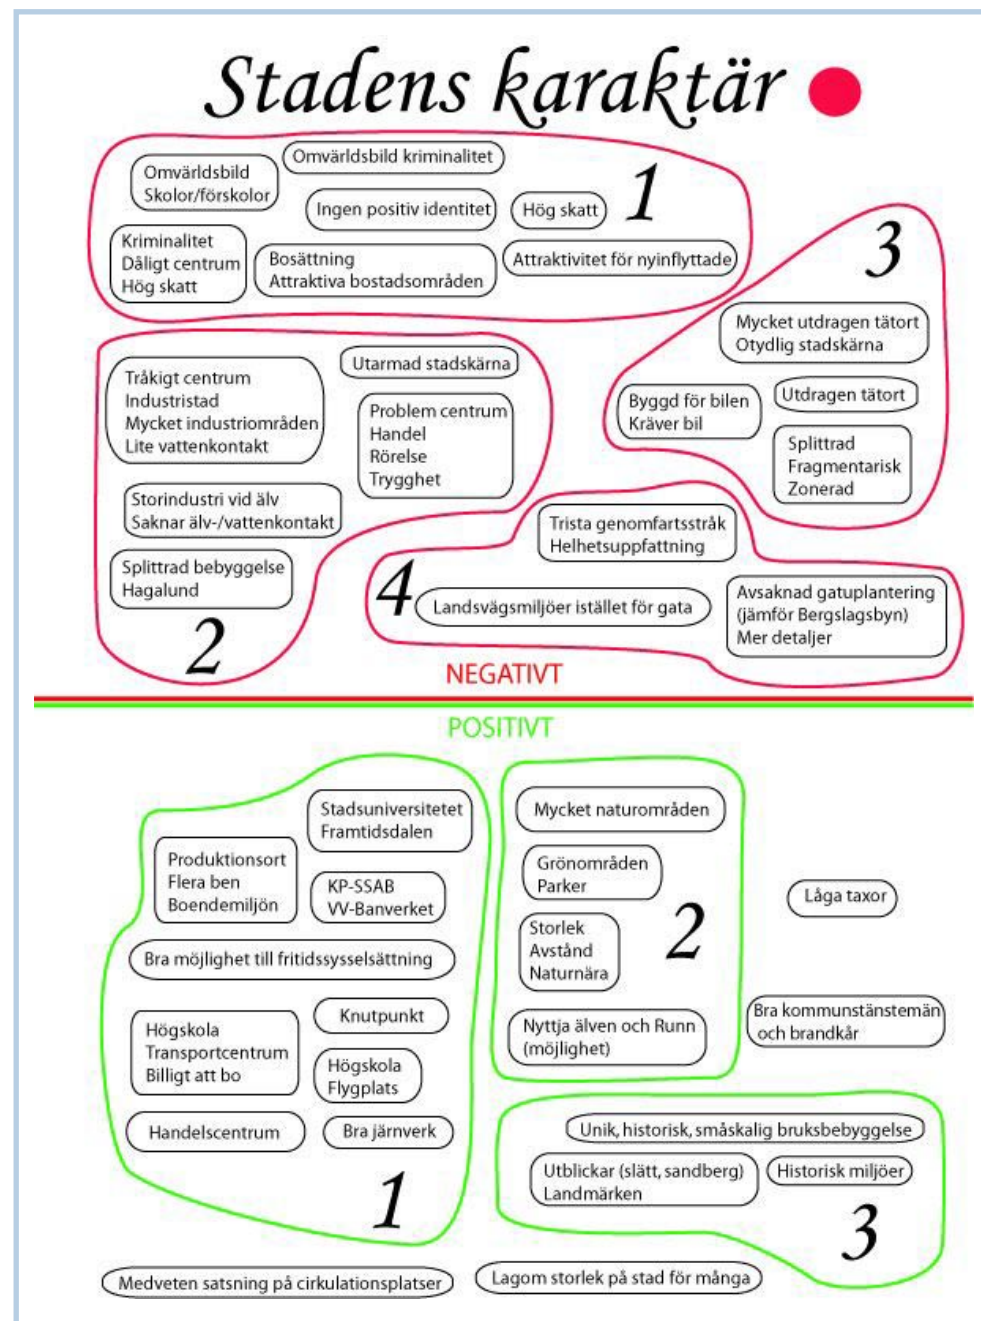 Stadens karaktär
Omvärldsbild
Skolor/förskolor
Omvärldsbild kriminalitet
Ingen positiv identitet
Hög skatt
1
Kriminalitet
Dåligt centrum
Hög skatt
Bosättning
Attraktiva bostadsområden
Attraktivitet för nyinflyttade
3
Mycket utdragen tätort
Otydlig stadskärna
Byggd för bilen
Kräver bil
Utdragen tätort
Splittrad
Fragmentarisk
Zonerad
Tråkigt centrum
Industristad
Mycket industriområden
Lite vattenkontakt
Utarmad stadskärna
Problem centrum
Handel
Rörelse
Trygghet
Storindustri vid älv
Saknar älv-/vattenkontakt
Splittrad bebyggelse
Hagalund
2
Trista genomfartsstråk
Helhetsuppfattning
4
Landsvägsmiljöer istället för gata
Avsaknad gatuplantering
(jämför Bergslagsbyn)
Mer detaljer
NEGATIVT
POSITIVT
Stadsuniversitetet
Framtidsdalen
Produktionsort
Flera ben
Boendemiljön
KP-SSAB
VV-Banverket
Bra möjlighet till fritidssysselsättning
Knutpunkt
Högskola
Transportcentrum
Billigt att bo
Högskola
Flygplats
Handelscentrum
Bra järnverk
1
Mycket naturområden
Grönområden
Parker
Storlek
Avstånd
Naturnära
2
Nyttja älven och Runn
(möjlighet)
Låga taxor
Bra kommunstänstemän
och brandkår
Unik, historisk, småskalig bruksbebyggelse
Utblickar (slätt, sandberg)
Landmärken
Historisk miljöer
3
Medveten satsning på cirkulationsplatser
Lagom storlek på stad för många